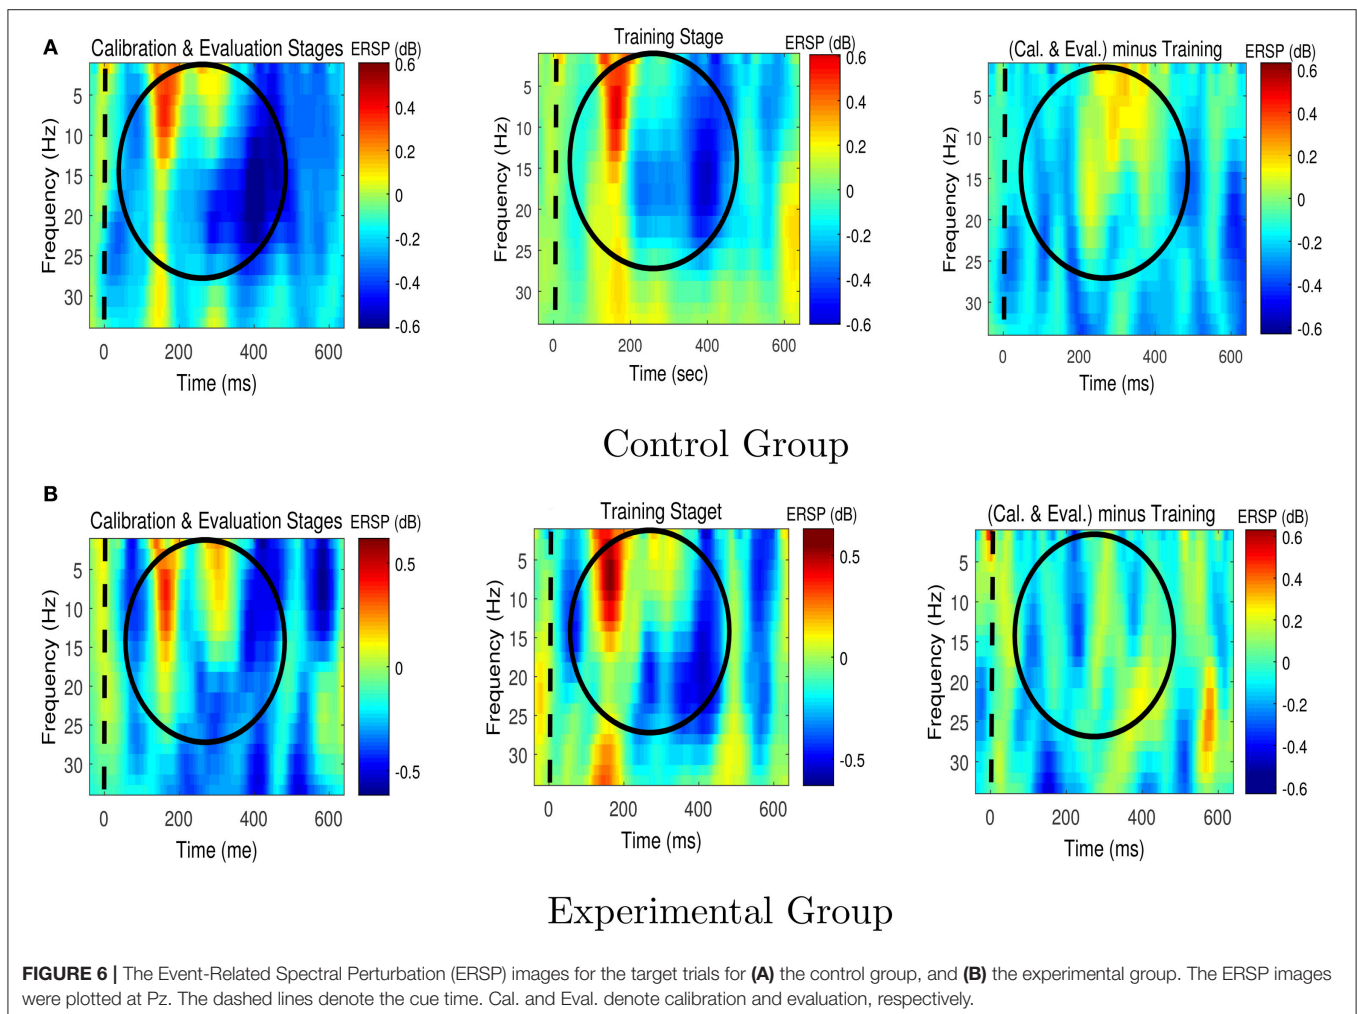 A
Calibration & Evaluation Stages ERSP (dB)
0.6
0.4
0.2
0
-0.2
-0.4
-0.6
Frequency (Hz)
5
10
15
20
25
30
0 200 400 600
Time (ms)
Training Stage ERSP (dB)
0.6
0.4
0.2
0
-0.2
-0.4
-0.6
Frequency (Hz)
5
10
15
20
25
30
0 200 400 600
Time (sec)
(Cal. & Eval.) minus Training ERSP (dB)
0.6
0.4
0.2
0
-0.2
-0.4
-0.6
Frequency (Hz)
5
10
15
20
25
30
0 200 400 600
Time (ms)
Control Group
B
Calibration & Evaluation Stages ERSP (dB)
0.5
0
-0.5
Frequency (Hz)
5
10
15
20
25
30
0 200 400 600
Time (me)
Training Staget ERSP (dB)
0.5
0
-0.5
Frequency (Hz)
5
10
15
20
25
30
0 200 400 600
Time (ms)
(Cal. & Eval.) minus Training ERSP (dB)
0.6
0.4
0.2
0
-0.2
-0.4
-0.6
Frequency (Hz)
5
10
15
20
25
30
0 200 400 600
Time (ms)
Experimental Group
FIGURE 6 | The Event-Related Spectral Perturbation (ERSP) images for the target trials for (A) the control group, and (B) the experimental group. The ERSP images
were plotted at Pz. The dashed lines denote the cue time. Cal. and Eval. denote calibration and evaluation, respectively.